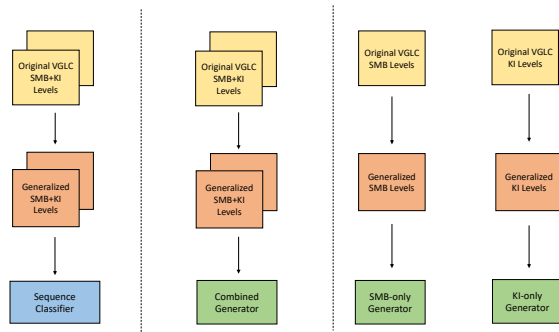 Original VGLC
SMB+KI
Levels
Generalized
SMB+KI
Levels
Sequence
Classifier
Original VGLC
SMB+KI
Levels
Generalized
SMB+KI
Levels
Combined
Generator
Original VGLC
SMB Levels
Generalized
SMB Levels
SMB-only
Generator
Original VGLC
KI Levels
Generalized
KI Levels
KI-only
Generator